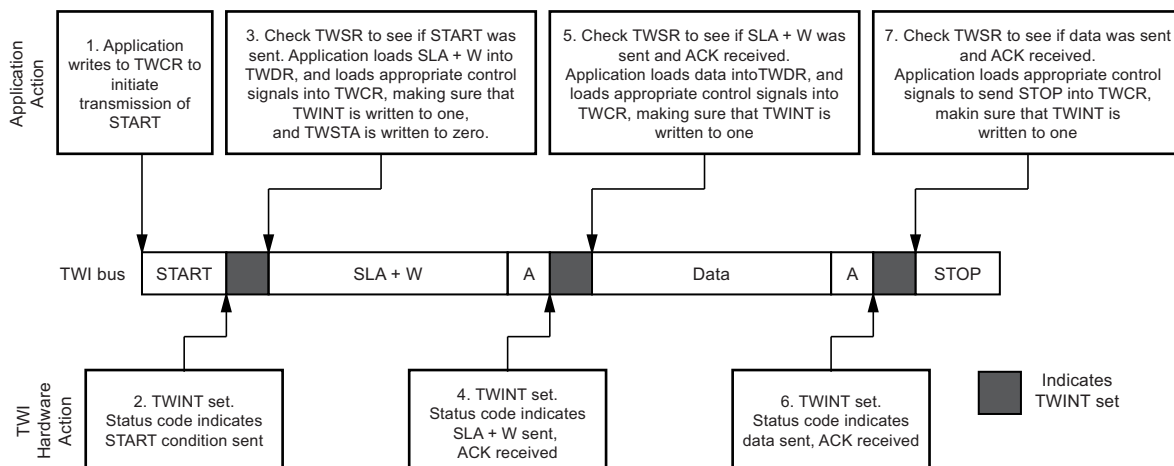 Application
Action
1. Application
writes to TWCR to
initiate
transmission of
START
3. Check TWSR to see if START was
sent. Application loads SLA + W into
TWDR, and loads appropriate control
signals into TWCR, making sure that
TWINT is written to one,
and TWSTA is written to zero.
5. Check TWSR to see if SLA + W was
sent and ACK received.
Application loads data intoTWDR, and
loads appropriate control signals into
TWCR, making sure that TWINT is
written to one
7. Check TWSR to see if data was sent
and ACK received.
Application loads appropriate control
signals to send STOP into TWCR,
makin sure that TWINT is
written to one
TWI bus
START
SLA + W
A
Data
A
STOP
TWI
Hardware
Action
2. TWINT set.
Status code indicates
START condition sent
4. TWINT set.
Status code indicates
SLA + W sent,
ACK received
6. TWINT set.
Status code indicates
data sent, ACK received
Indicates
TWINT set